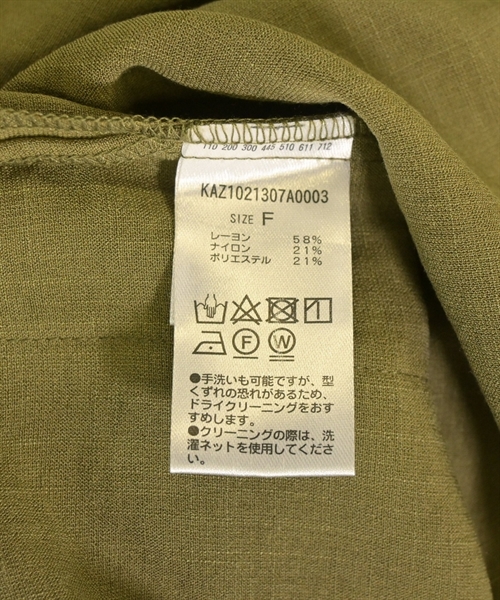 110 200 300 445 510 611 712
KAZ1021307A0003
SIZE F
レーヨン 58%
ナイロン 21%
ポリエステル 21%
F W
●手洗いも可能ですが、型
くずれの恐れがあるため、
ドライクリーニングをおす
すめします。
●クリーニングの際は、洗
濯ネットを使用してくださ
い。